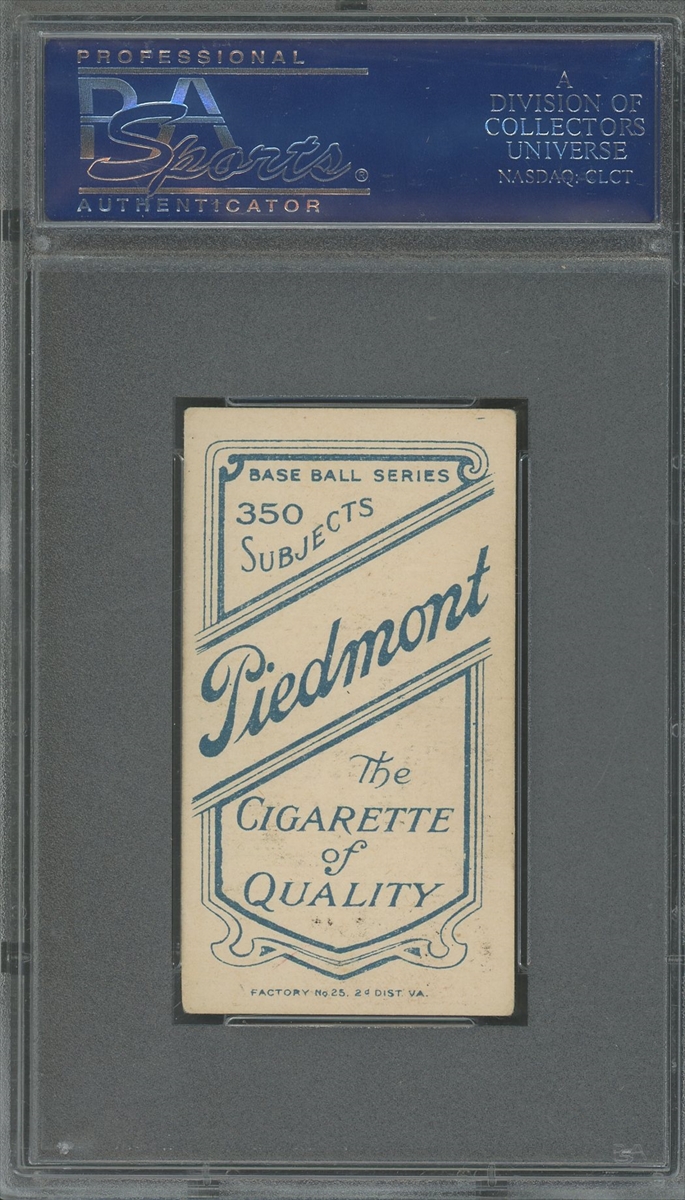 PROFESSIONAL
PSA
Sports®
AUTHENTICATOR
A
DIVISION OF
COLLECTORS
UNIVERSE
NASDAQ: CLCT
BASE BALL SERIES
350
SUBJECTS
Piedmont
The
CIGARETTE
of
QUALITY
FACTORY No. 25, 2d DIST. VA.